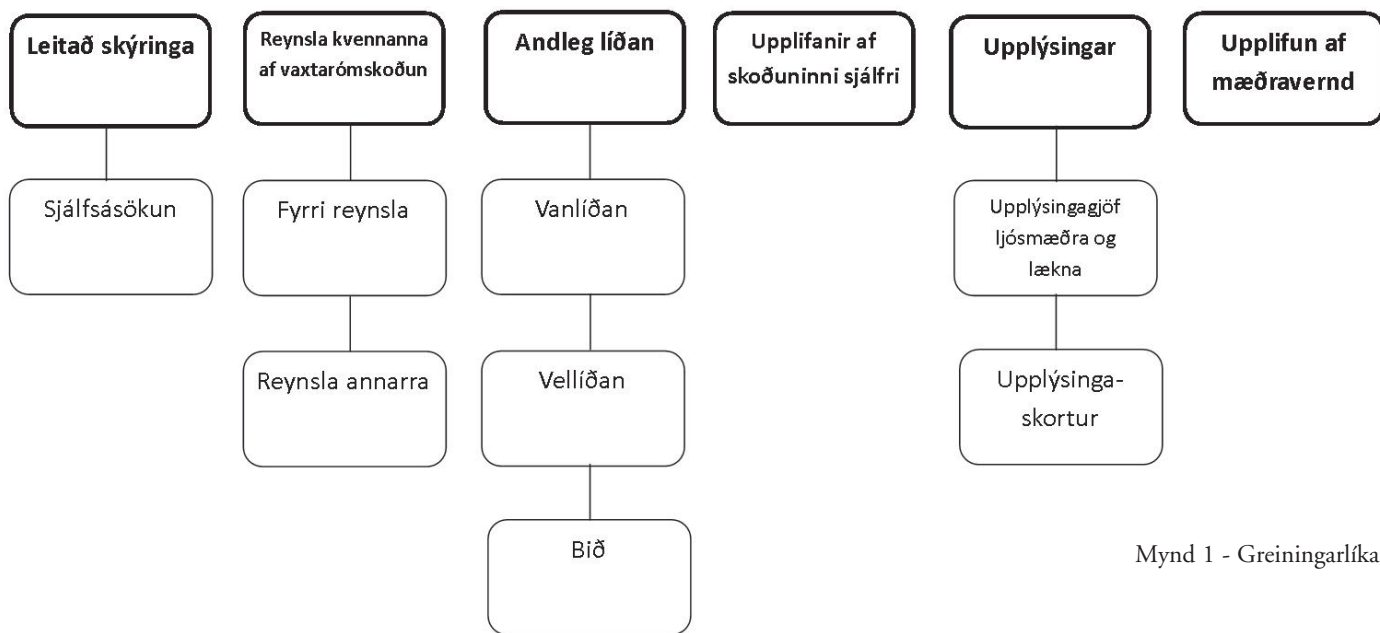 Leitað skýringa
Reynsla kvennanna
af vaxtarómskoðun
Andleg líðan
Upplifanir af
skoðuninni sjálfri
Upplýsingar
Upplifun af
mæðravernd
Sjálfsásökun
Fyrri reynsla
Vanlíðan
Upplýsingagjöf
ljósmæðra og
lækna
Reynsla annarra
Vellíðan
Upplýsinga-
skortur
Bið
Mynd 1 - Greiningarlíka